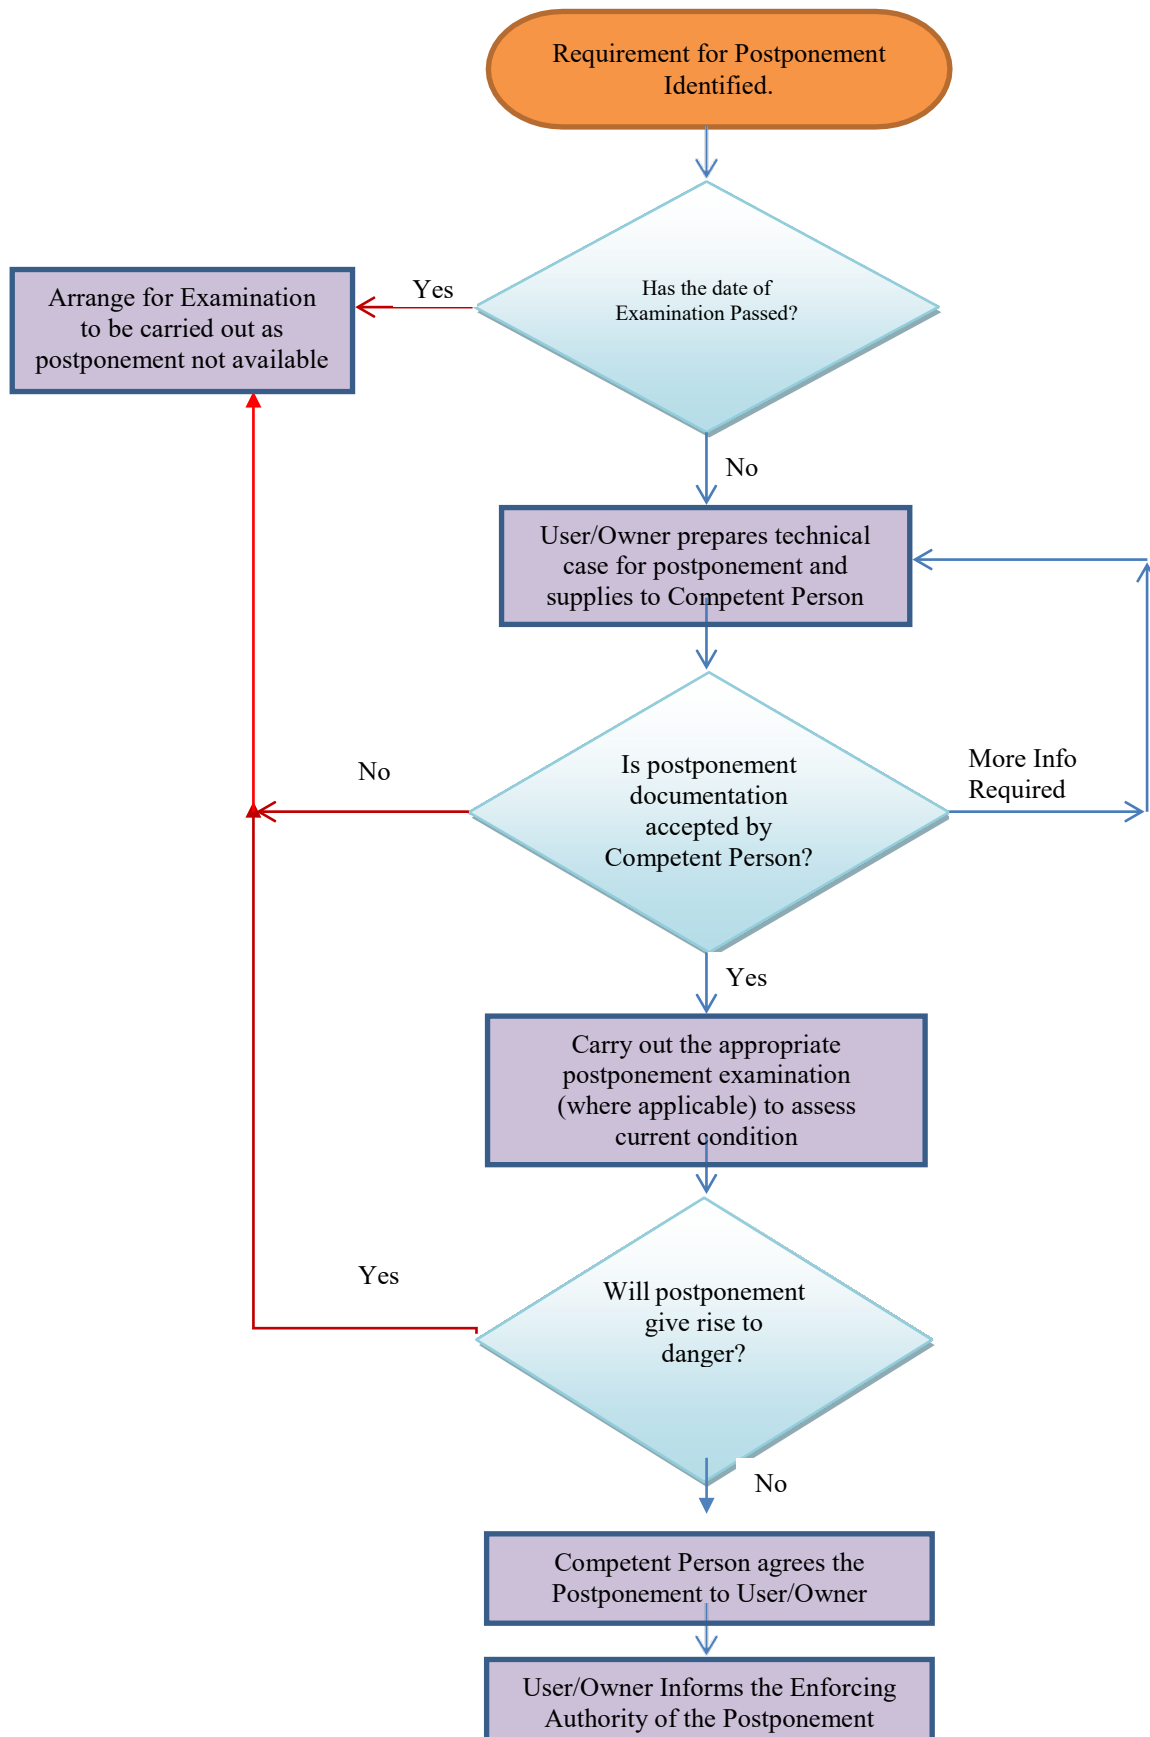 Requirement for Postponement
Identified.
Has the date of
Examination Passed?
Yes
Arrange for Examination
to be carried out as
postponement not available
No
User/Owner prepares technical
case for postponement and
supplies to Competent Person
Is postponement
documentation
accepted by
Competent Person?
No
More Info
Required
Yes
Carry out the appropriate
postponement examination
(where applicable) to assess
current condition
Will postponement
give rise to
danger?
Yes
No
Competent Person agrees the
Postponement to User/Owner
User/Owner Informs the Enforcing
Authority of the Postponement